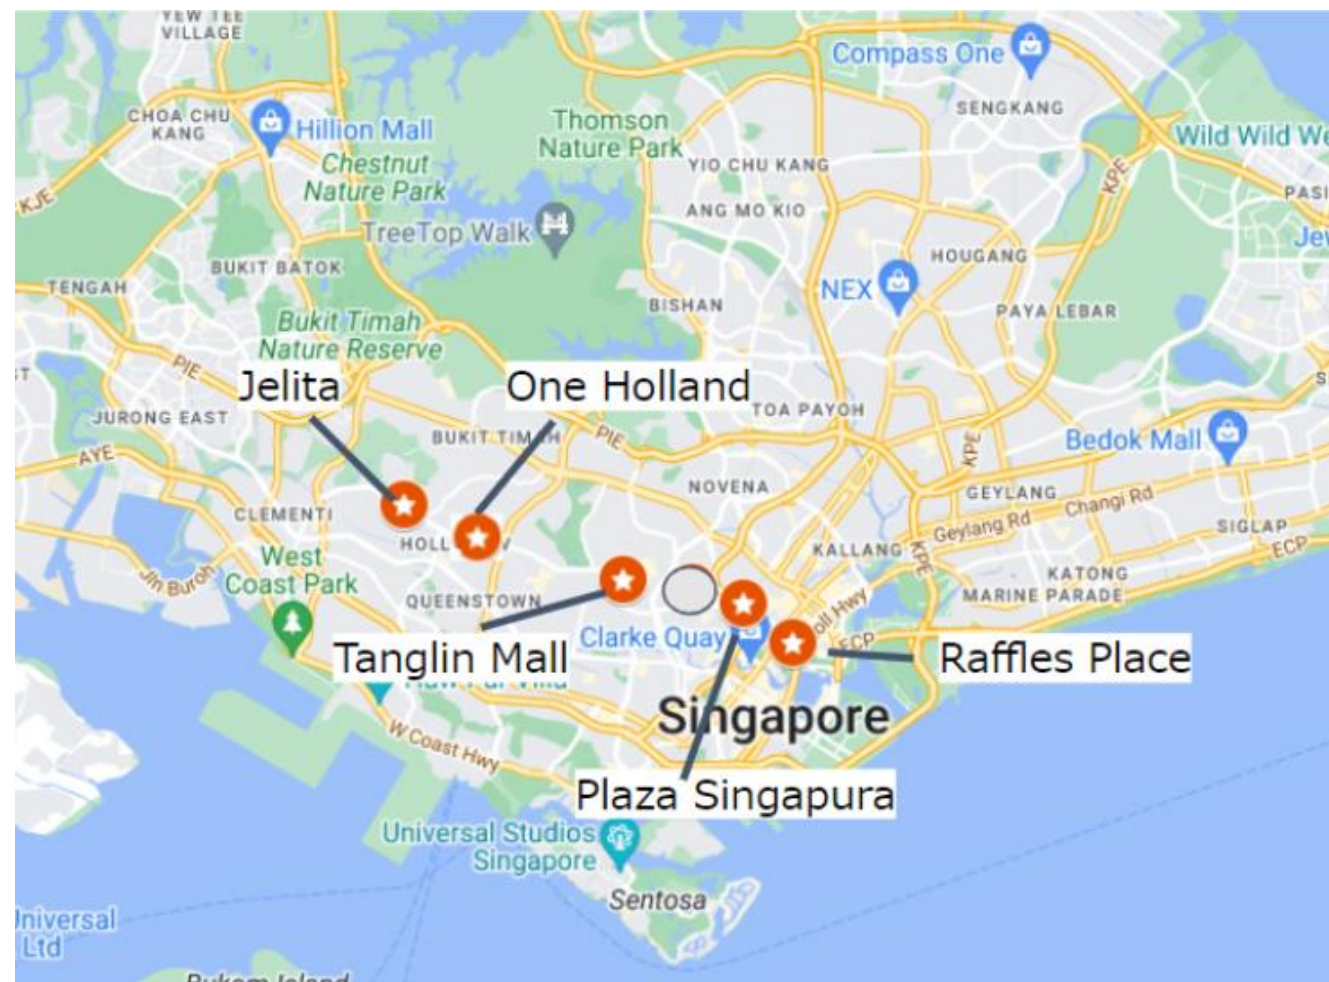 YEW TEE
VILLAGE
Compass One
CHOA CHU
KANG
Hillion Mall
Thomson
Nature Park
SENGKANG
Wild Wild We
Chestnut
Nature Park
YIO CHU KANG
KPE
PASI
KJE
ANG MO KIO
TreeTop Walk
Jew
BUKIT BATOK
HOUGANG
TENGAH
NEX
BISHAN
PAYA LEBAR
Bukit Timah
Nature Reserve
PIE
Jelita
One Holland
S
JURONG EAST
TOA PAYOH
BUKIT TIMAH
PIE
KPE
Bedok Mall
AYE
NOVENA
GEYLANG
Changi Rd
CLEMENTI
Geylang Rd
SIGLAP
HOLL V
KALLANG
KPE
ECP
West
Coast Park
Jln Buroh
KATONG
MARINE PARADE
QUEENSTOWN
oll Hwy
Clarke Quay
ECP
Tanglin Mall
Raffles Place
Singapore
W Coast Hwy
Plaza Singapura
Universal Studios
Singapore
Sentosa
Universal
Ltd